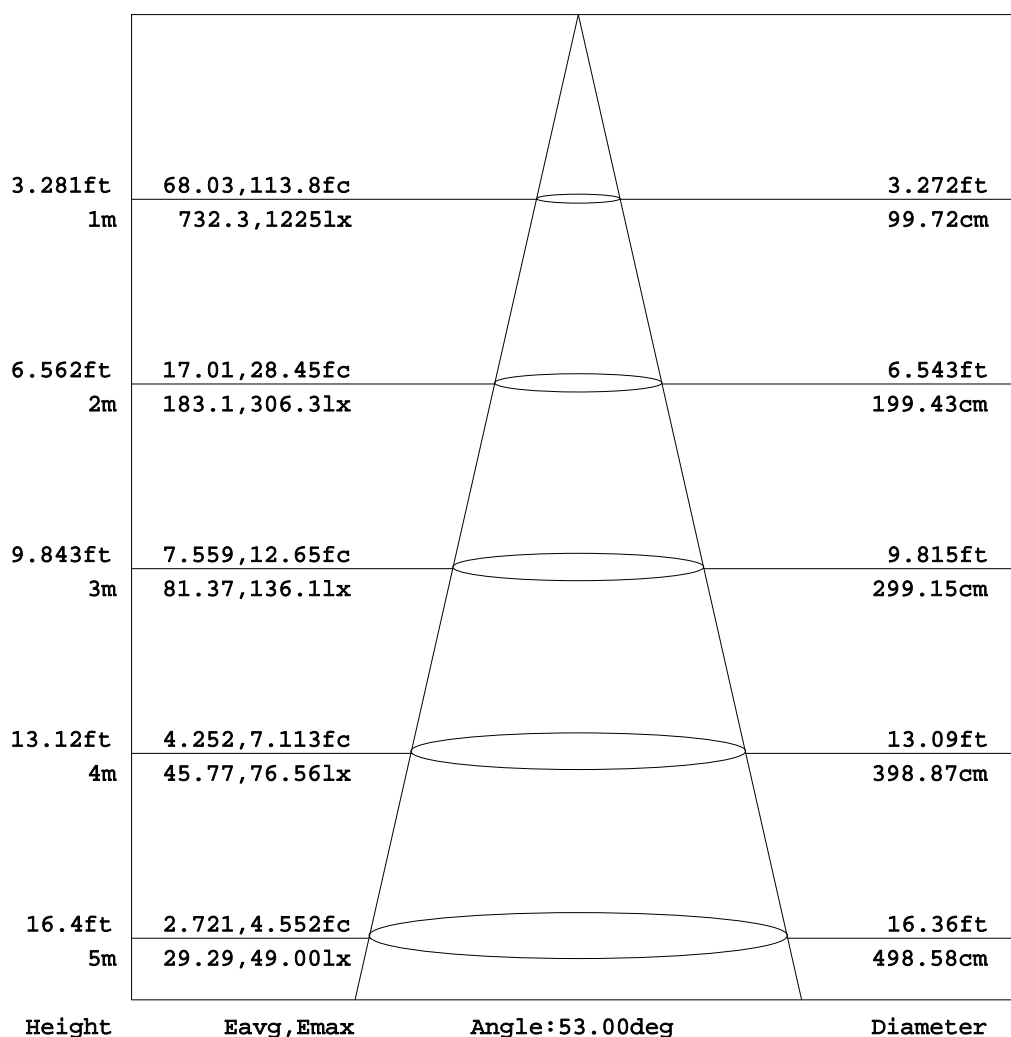 3.281ft 68.03,113.8fc 3.272ft
1m 732.3,1225lx 99.72cm
6.562ft 17.01,28.45fc 6.543ft
2m 183.1,306.3lx 199.43cm
9.843ft 7.559,12.65fc 9.815ft
3m 81.37,136.1lx 299.15cm
13.12ft 4.252,7.113fc 13.09ft
4m 45.77,76.56lx 398.87cm
16.4ft 2.721,4.552fc 16.36ft
5m 29.29,49.00lx 498.58cm
Height Eavg,Emax Angle:53.00deg Diameter